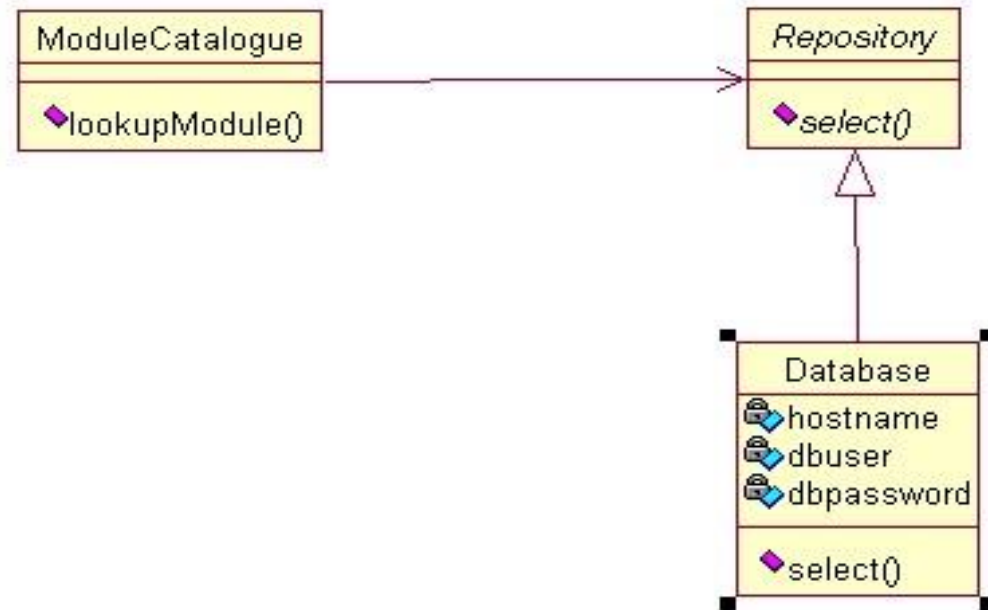 ModuleCatalogue
lookupModule()
Repository
select()
Database
hostname
dbuser
dbpassword
select()